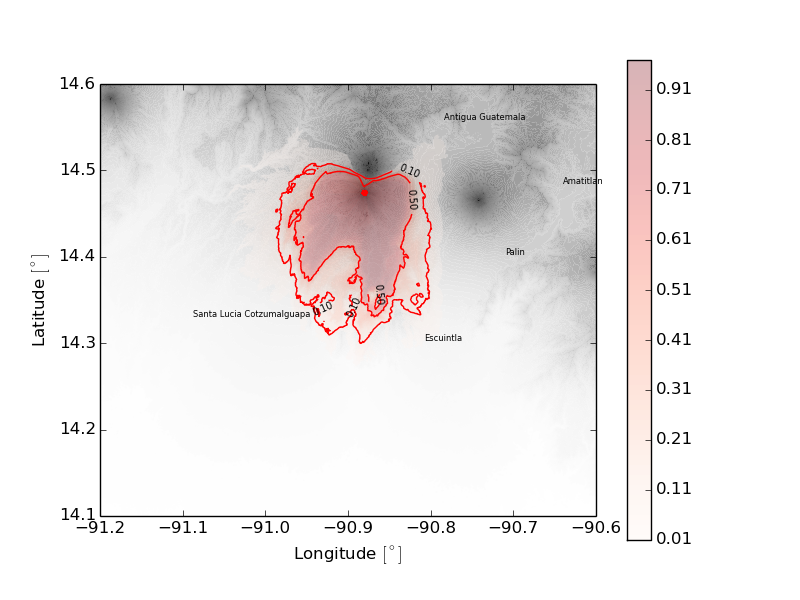 14.6
14.5
14.4
14.3
14.2
14.1
Latitude [°]
−91.2 −91.1 −91.0 −90.9 −90.8 −90.7 −90.6
Longitude [°]
Antigua Guatemala
Amatitlan
Palin
Santa Lucia Cotzumalguapa
Escuintla
0.10
0.50
0.10
0.10
0.50
0.91
0.81
0.71
0.61
0.51
0.41
0.31
0.21
0.11
0.01